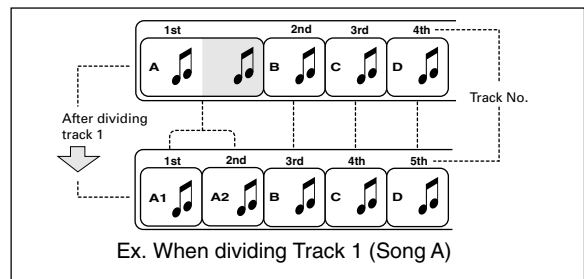 1st 2nd 3rd 4th
A B C D
Track No.
After dividing
track 1
1st 2nd 3rd 4th 5th
A1 A2 B C D
Ex. When dividing Track 1 (Song A)